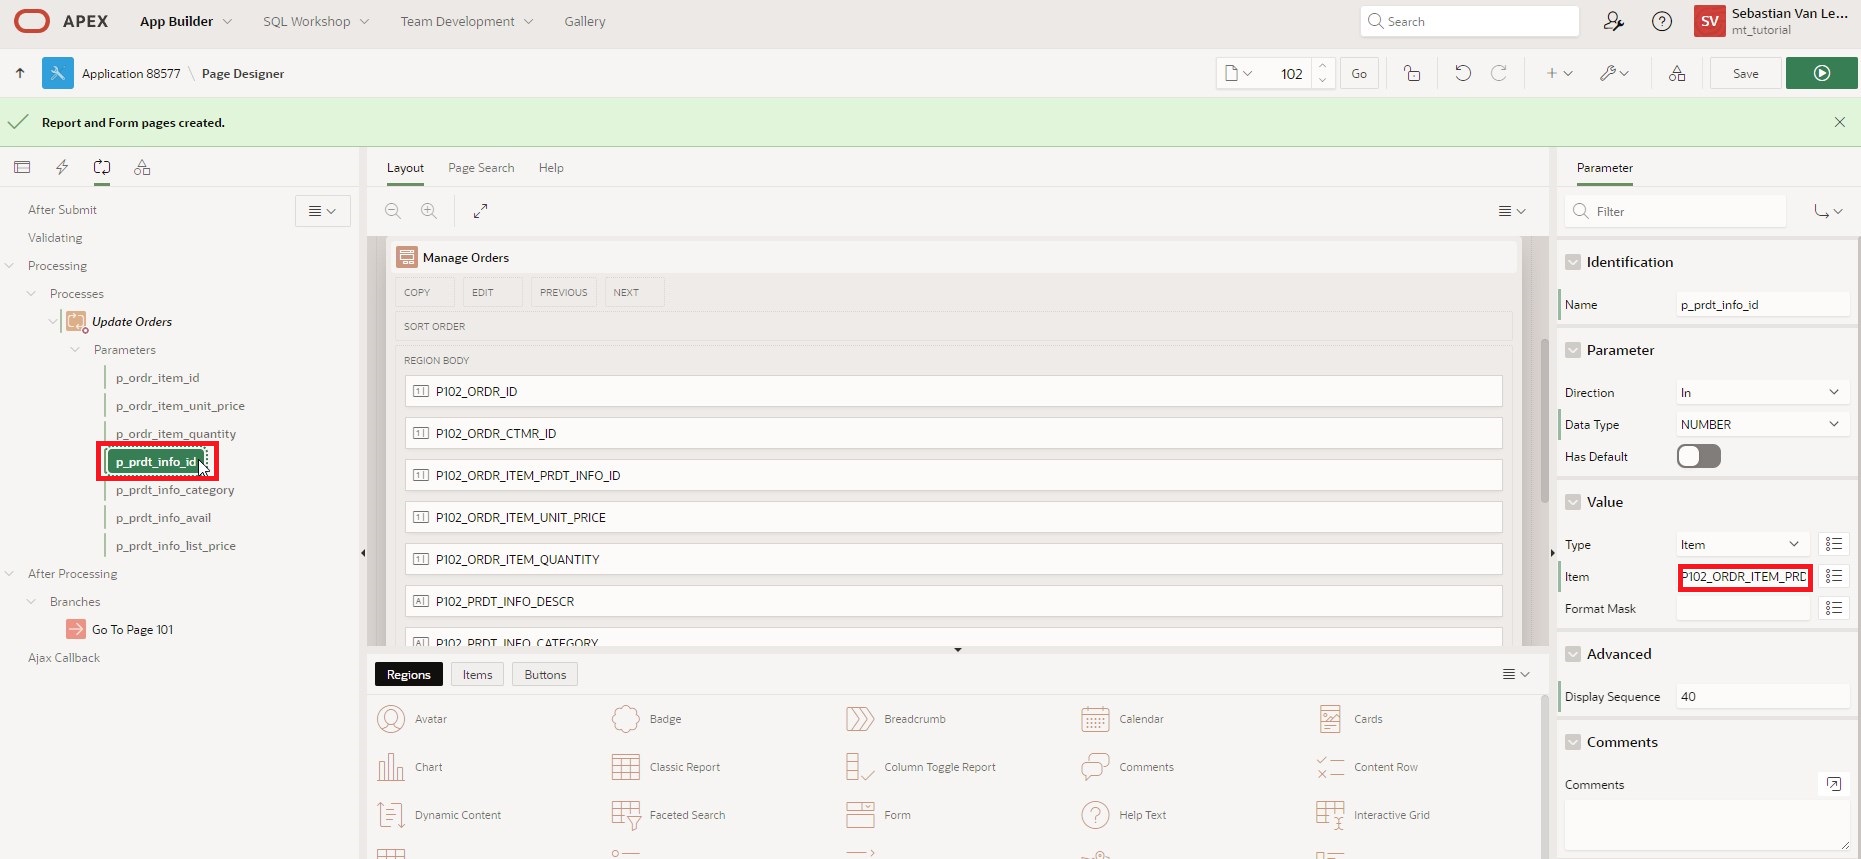 APEX App Builder SQL Workshop Team Development Gallery Search SV Sebastian Van Le...
mt_tutorial
Application 88577 \ Page Designer 102 Go Save
Report and Form pages created.
Layout Page Search Help
Parameter
After Submit
Validating
Processing
Processes
Update Orders
Parameters
p_ordr_item_id
p_ordr_item_unit_price
p_ordr_item_quantity
p_prdt_info_id
p_prdt_info_category
p_prdt_info_avail
p_prdt_info_list_price
After Processing
Branches
Go To Page 101
Ajax Callback
Manage Orders
COPY EDIT PREVIOUS NEXT
SORT ORDER
REGION BODY
P102_ORDR_ID
P102_ORDR_CTMR_ID
P102_ORDR_ITEM_PRDT_INFO_ID
P102_ORDR_ITEM_UNIT_PRICE
P102_ORDR_ITEM_QUANTITY
P102_PRDT_INFO_DESCR
P102_PRDT_INFO_CATEGORY
Regions Items Buttons
Avatar Badge Breadcrumb Calendar Cards
Chart Classic Report Column Toggle Report Comments Content Row
Dynamic Content Faceted Search Form Help Text Interactive Grid
Filter
Identification
Name p_prdt_info_id
Parameter
Direction In
Data Type NUMBER
Has Default
Value
Type Item
Item P102_ORDR_ITEM_PRD
Format Mask
Advanced
Display Sequence 40
Comments
Comments